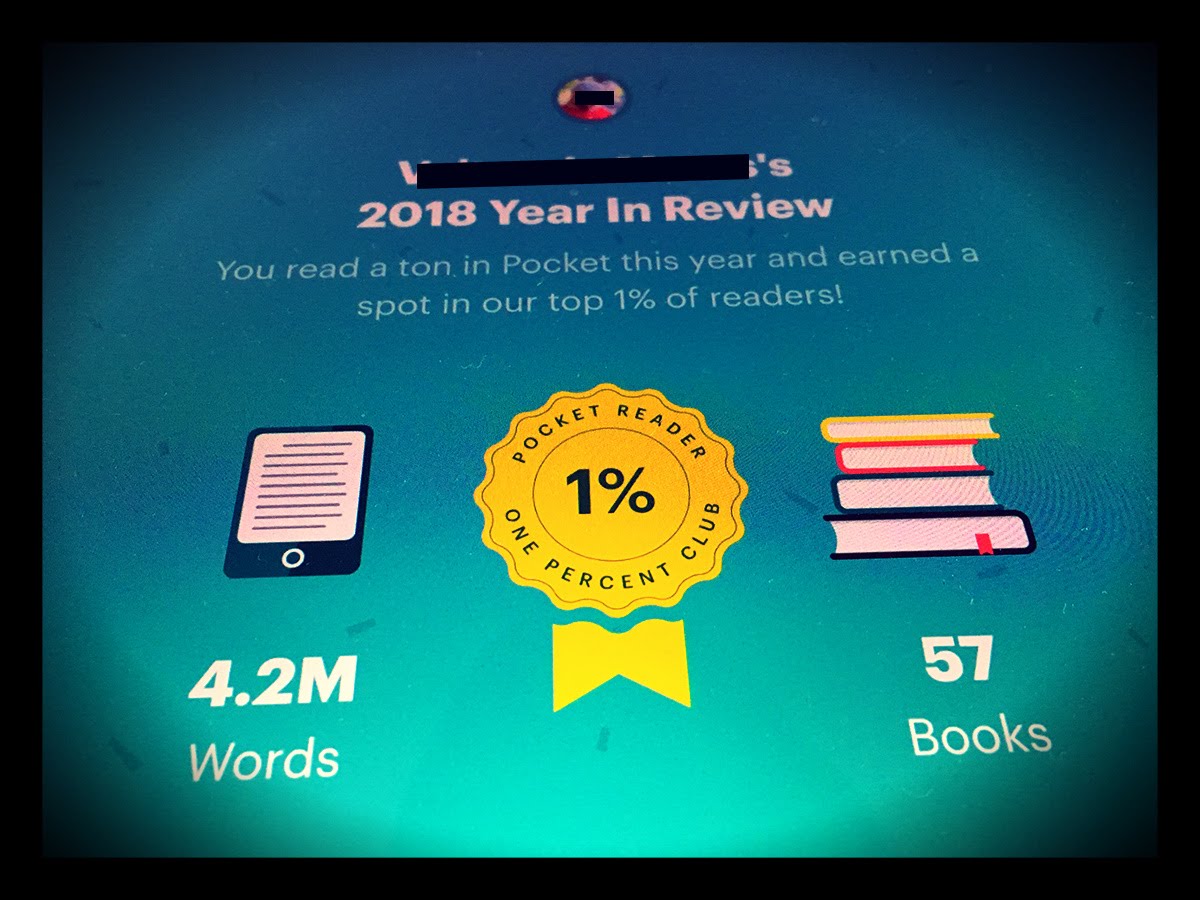 2018 Year In Review
You read a ton in Pocket this year and earned a
spot in our top 1% of readers!
POCKET READER
1%
ONE PERCENT CLUB
4.2M
Words
57
Books